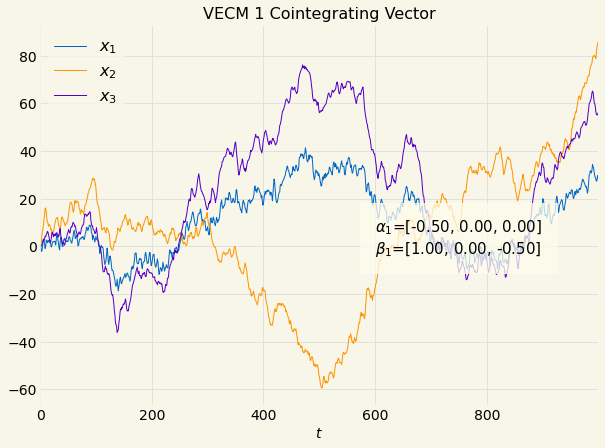 VECM 1 Cointegrating Vector
x₁
x₂
x₃
80
60
40
20
0
−20
−40
−60
α₁=[-0.50, 0.00, 0.00]
β₁=[1.00, 0.00, -0.50]
0 200 400 600 800
t